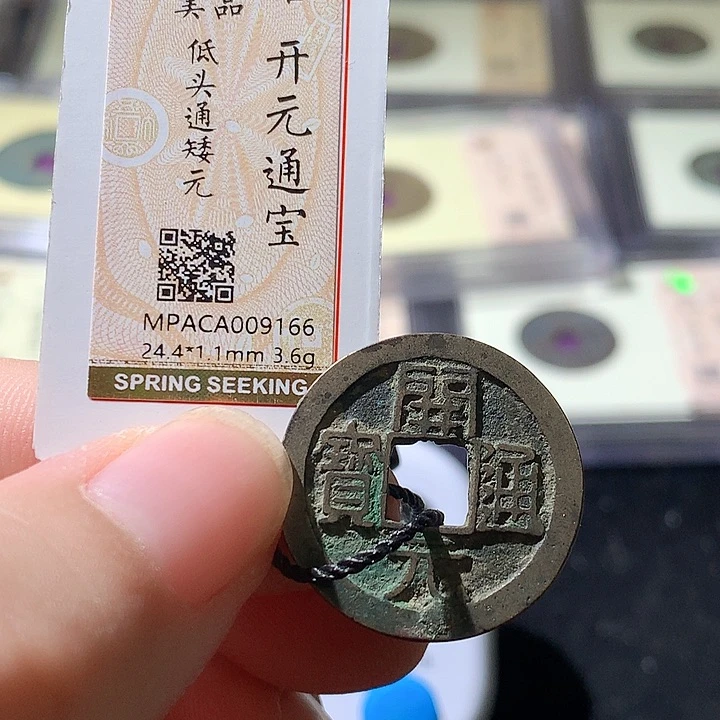 美品
开元通宝
低头通矮元
MPACA009166
24.4*1.1mm 3.6g
SPRING SEEKING
開元通寶